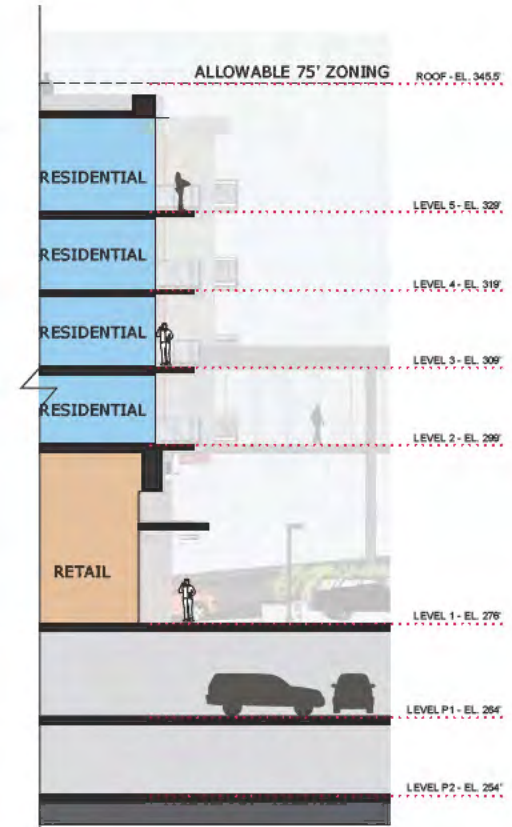 ALLOWABLE 75' ZONING
ROOF - EL. 345.5'
RESIDENTIAL
LEVEL 5 - EL. 329'
RESIDENTIAL
LEVEL 4 - EL. 319'
RESIDENTIAL
LEVEL 3 - EL. 309'
RESIDENTIAL
LEVEL 2 - EL. 299'
RETAIL
LEVEL 1 - EL. 276'
LEVEL P1 - EL. 264'
LEVEL P2 - EL. 254'